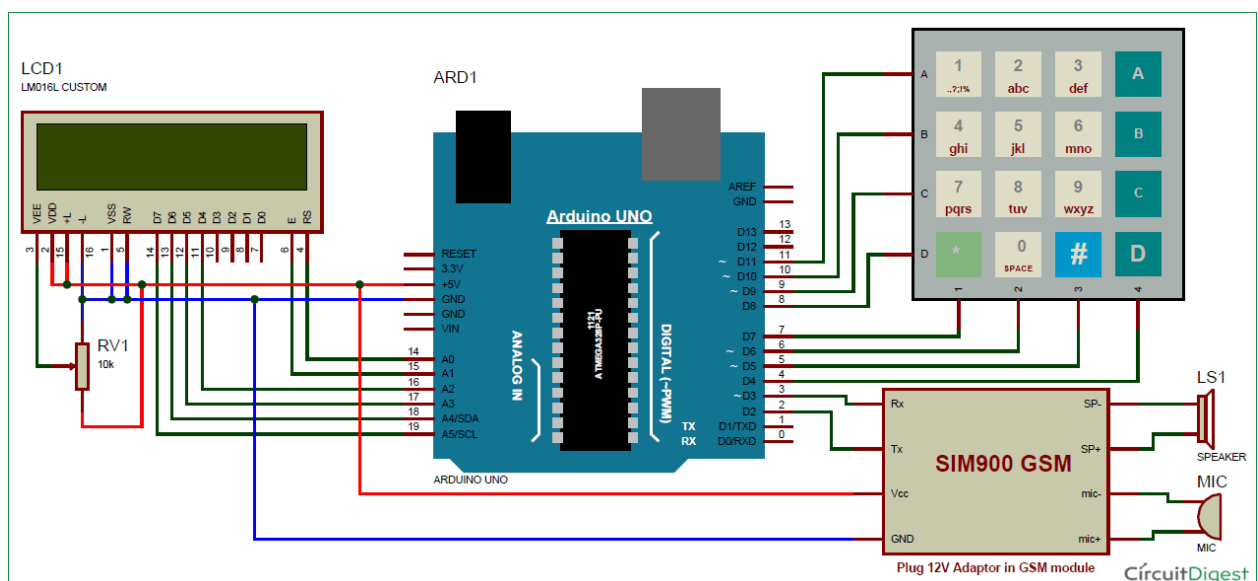 LCD1
LM016L CUSTOM
VEE
VDD
+L
-L
VSS
RW
D7
D6
D5
D4
D3
D2
D1
D0
E
RS
3
2
15
16
1
5
14
13
12
11
10
9
8
7
6
4
RV1
10k
ARD1
Arduino UNO
RESET
3.3V
+5V
GND
GND
VIN
14 A0
15 A1
16 A2
17 A3
18 A4/SDA
19 A5/SCL
ANALOG IN
1121
ATMEGA328P-PU
DIGITAL (~PWM)
AREF
GND
D13 13
D12 12
~ D11 11
~ D10 10
~ D9 9
D8 8
D7 7
~ D6 6
~ D5 5
D4 4
~ D3 3
D2 2
TX D1/TXD 1
RX D0/RXD 0
ARDUINO UNO
A
B
C
D
1 2 3 A
.,?;!% abc def
4 5 6 B
ghi jkl mno
7 8 9 C
pqrs tuv wxyz
* 0 # D
SPACE
1 2 3 4
Rx SP-
Tx SP+
SIM900 GSM
Vcc mic-
GND mic+
Plug 12V Adaptor in GSM module
LS1
SPEAKER
MIC
MIC
CírcuitDigest